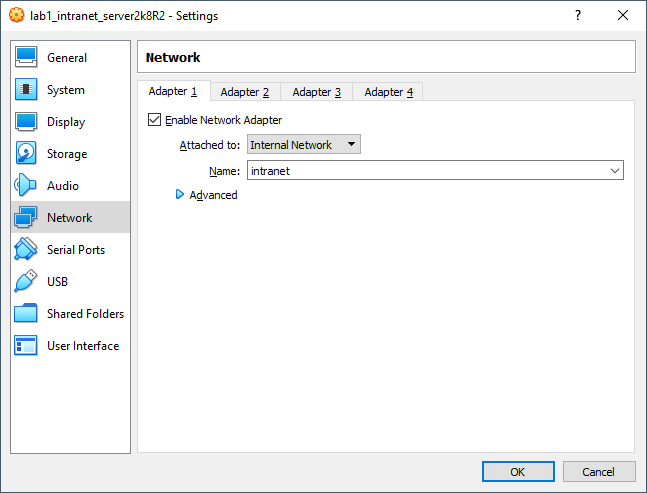 lab1_intranet_server2k8R2 - Settings
?
General
System
Display
Storage
Audio
Network
Serial Ports
USB
Shared Folders
User Interface
Network
Adapter 1 Adapter 2 Adapter 3 Adapter 4
Enable Network Adapter
Attached to: Internal Network
Name: intranet
Advanced
OK Cancel